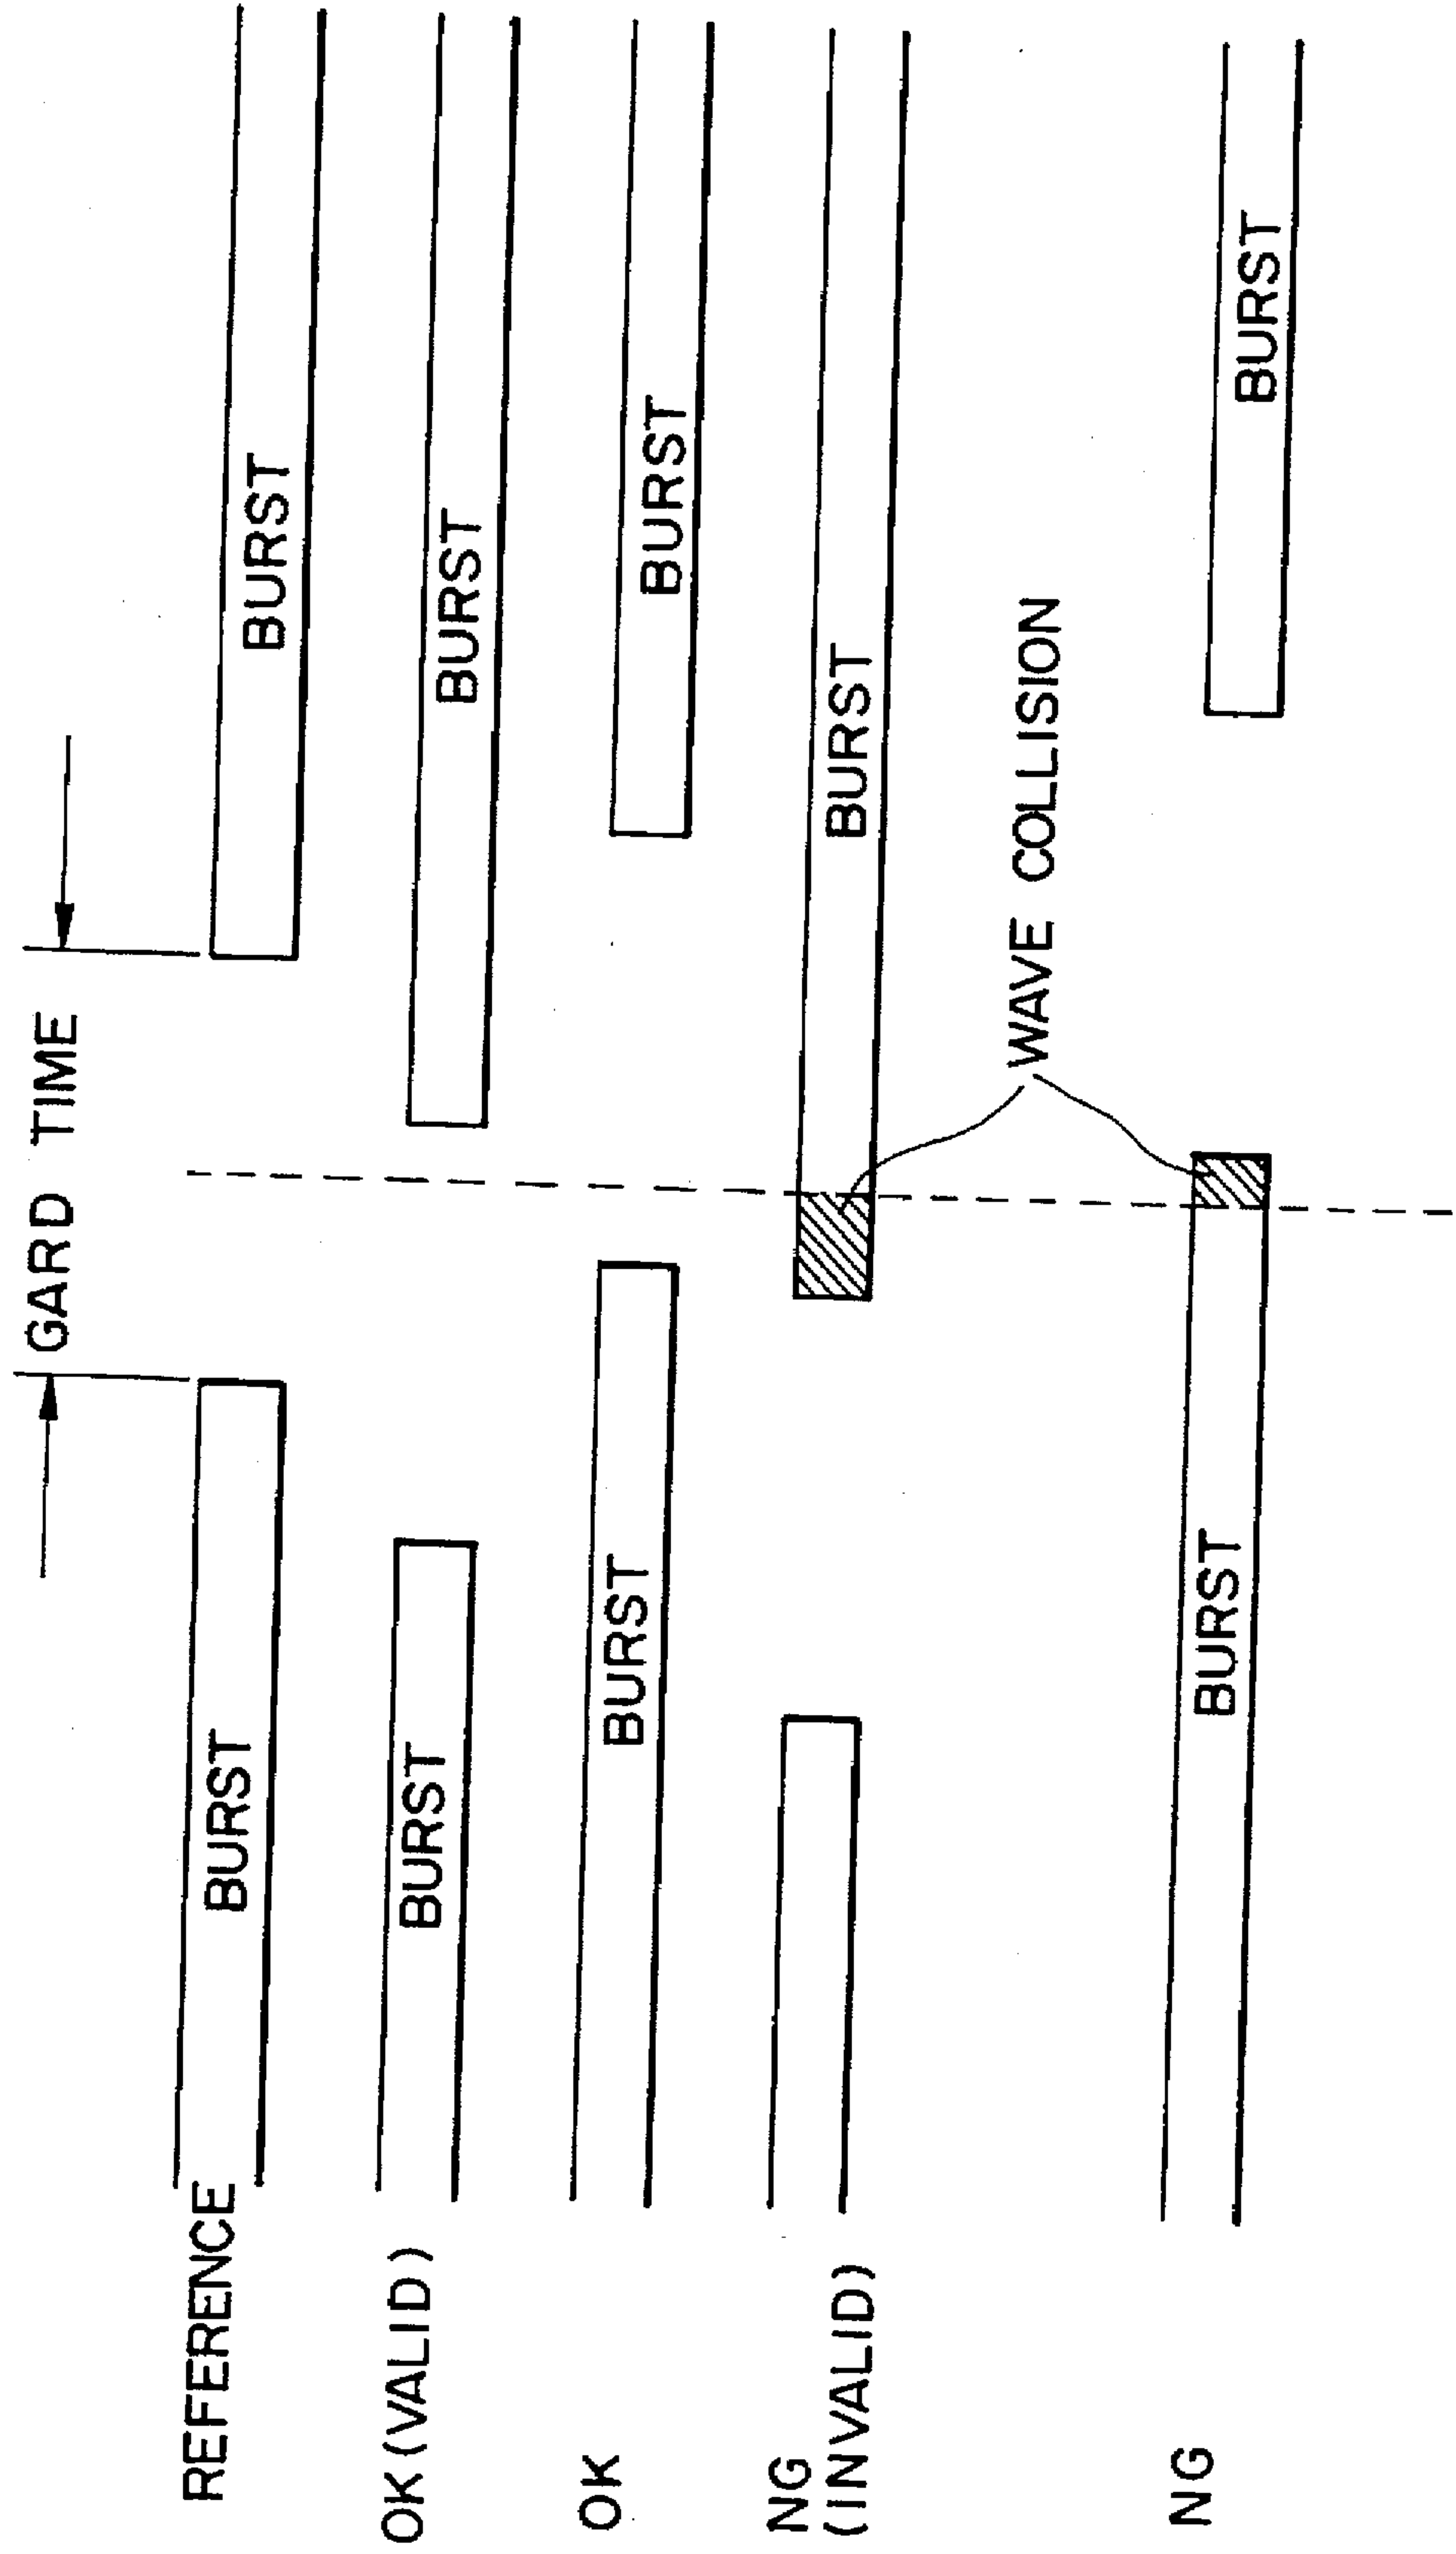 GARD TIME
REFERENCE BURST BURST
OK (VALID) BURST BURST
OK BURST BURST
NG
(INVALID) BURST
WAVE COLLISION
NG BURST BURST